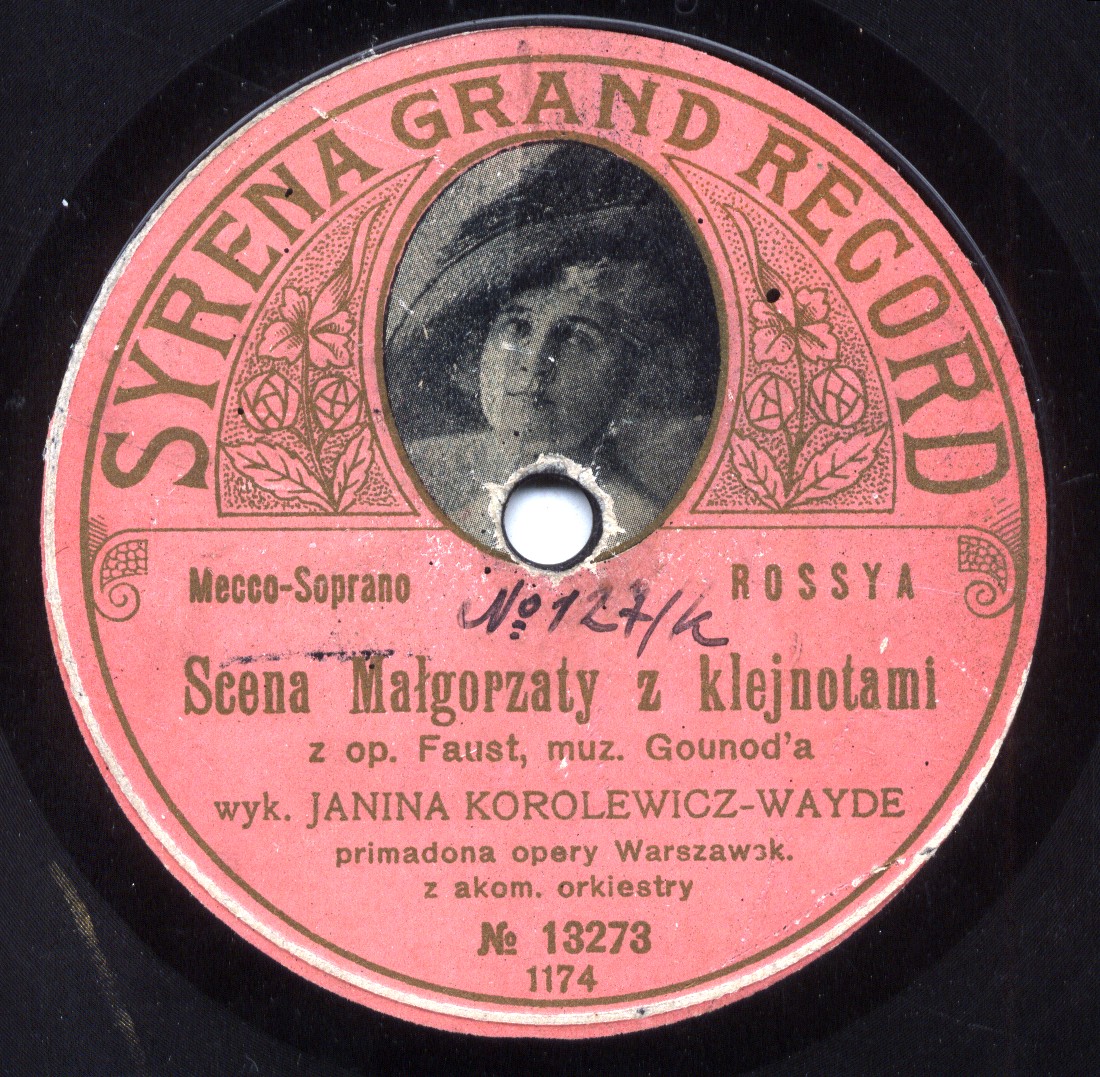 SYRENA GRAND RECORD
Mecco-Soprano
ROSSYA
№ 127/k
Scena Małgorzaty z klejnotami
z op. Faust, muz. Gounod'a
wyk. JANINA KOROLEWICZ-WAYDE
primadona opery Warszawsk.
z akom. orkiestry
№ 13273
1174